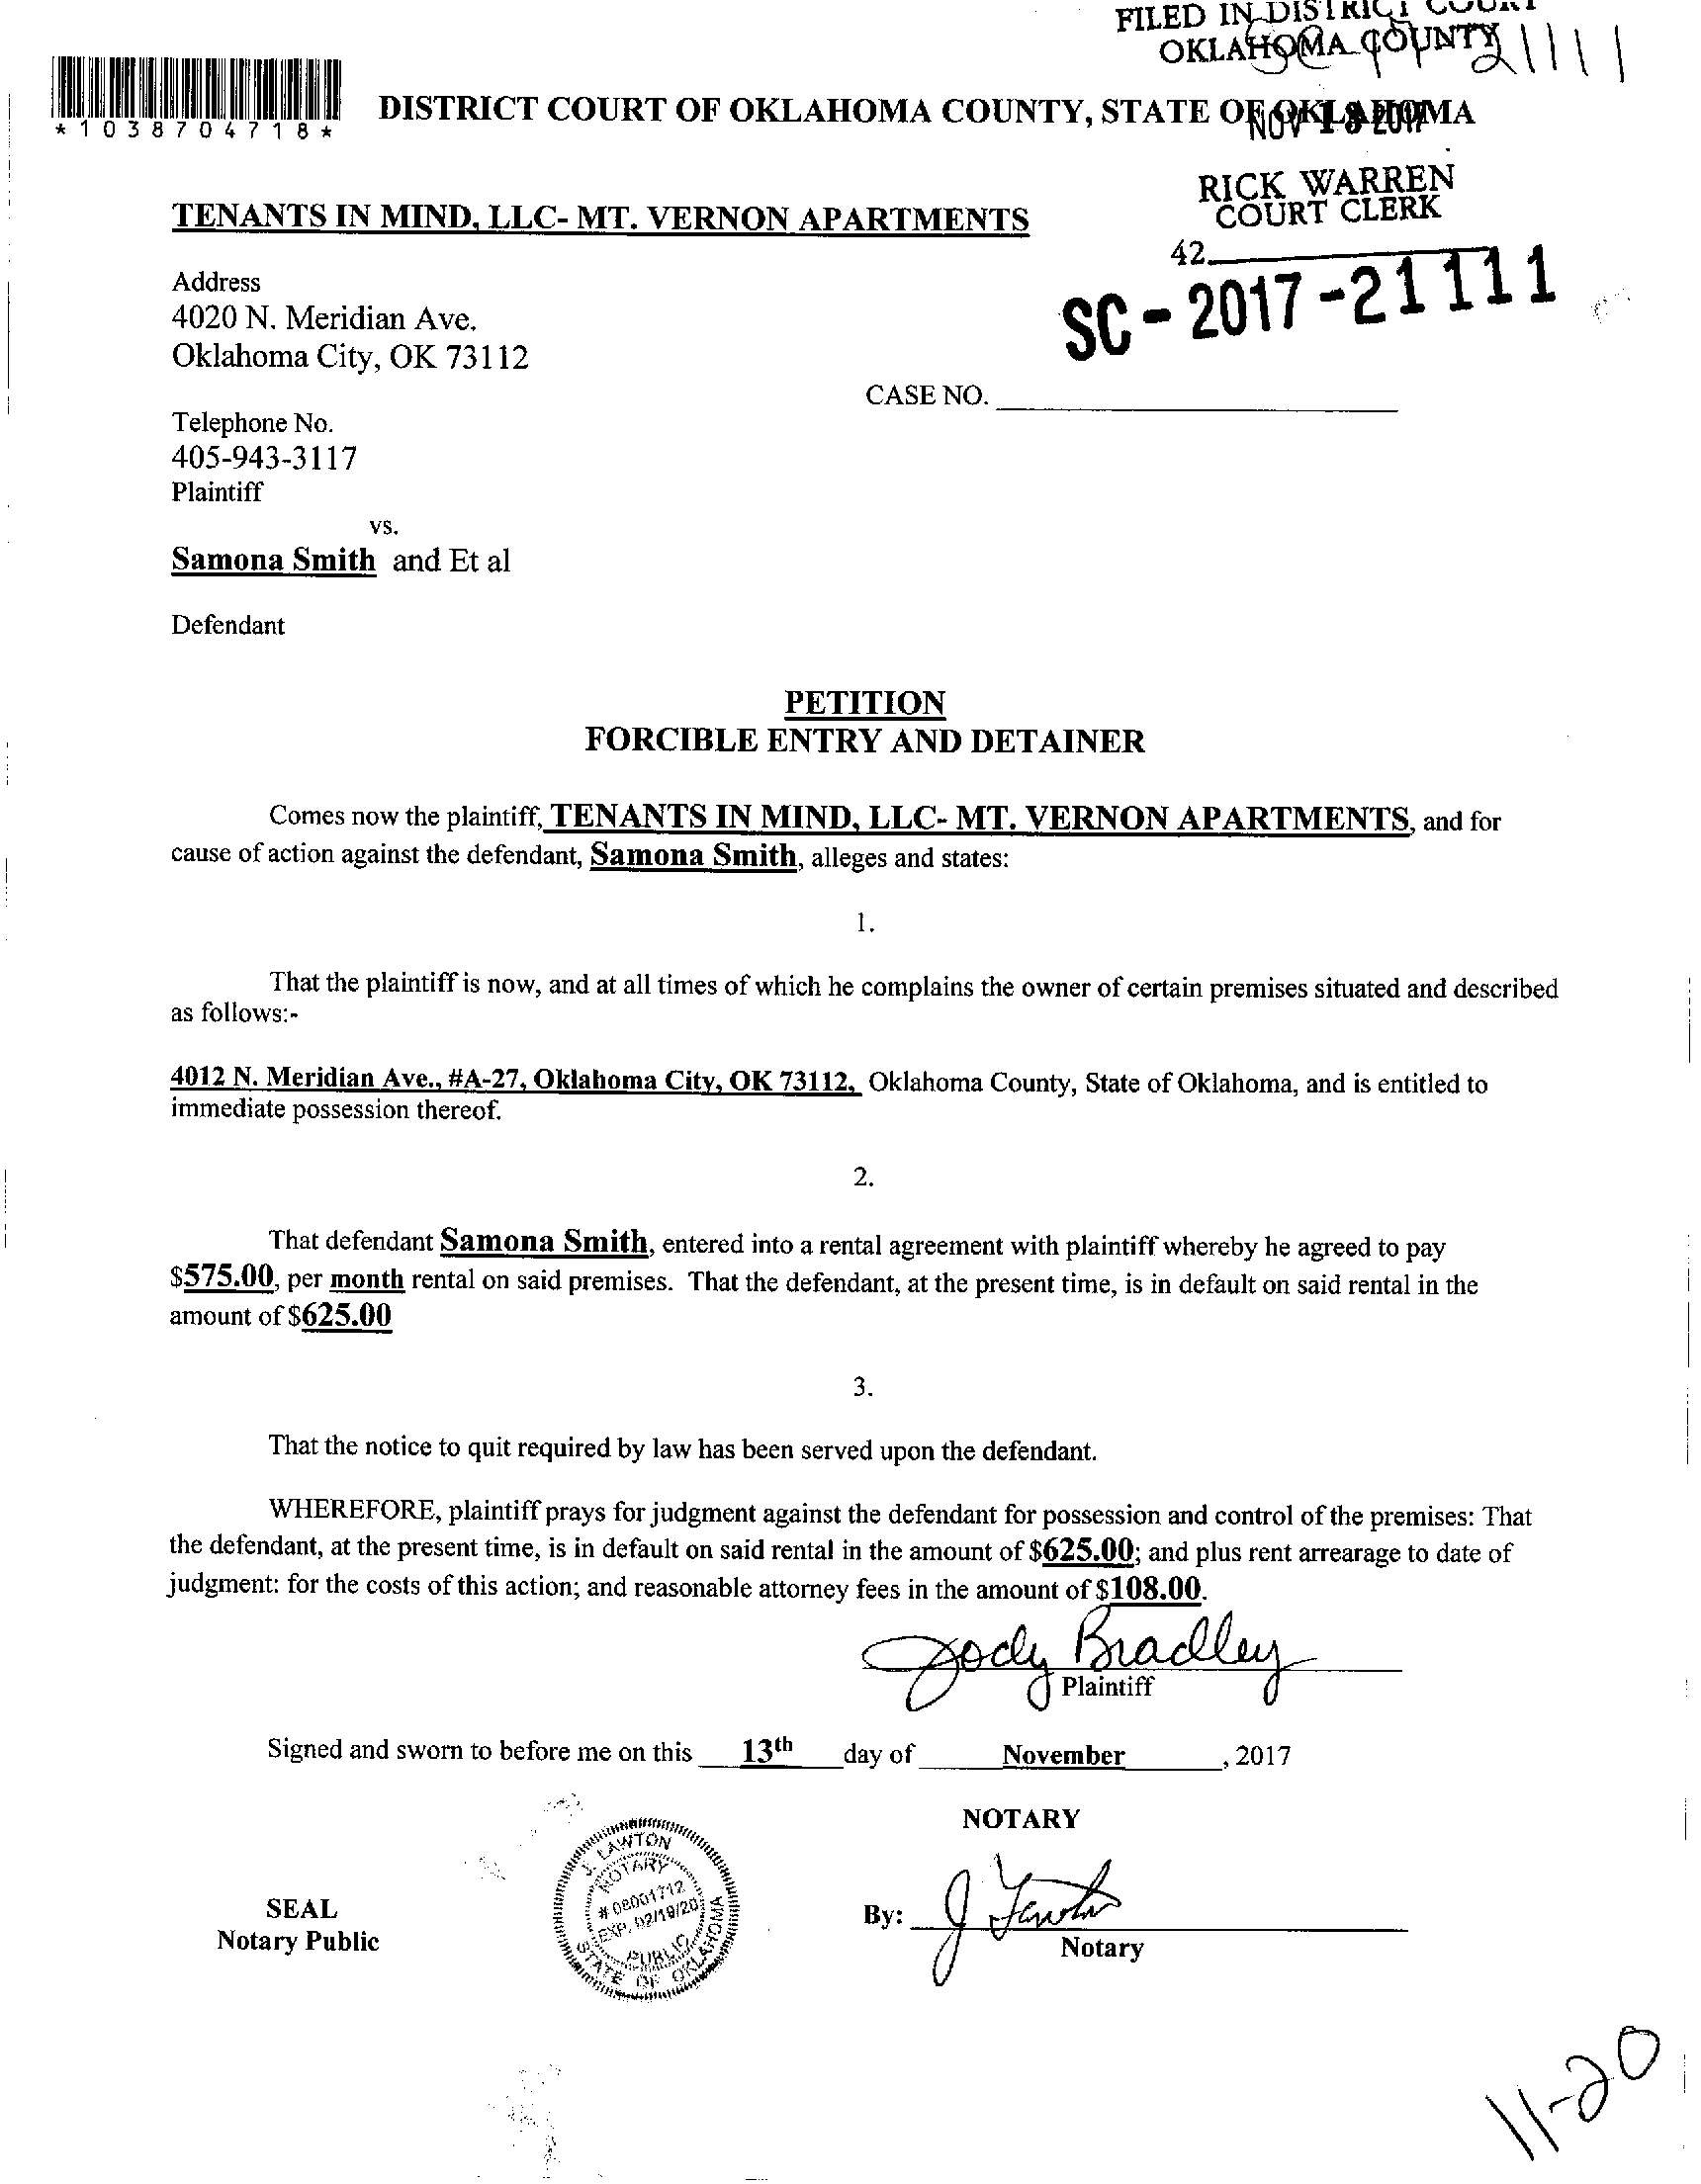 FILED IN DISTRICT COURT
OKLAHOMA COUNTY
SC 21111
*1038704718*
DISTRICT COURT OF OKLAHOMA COUNTY, STATE OF OKLAHOMA
NOV 13 2017
RICK WARREN
COURT CLERK
42
TENANTS IN MIND, LLC- MT. VERNON APARTMENTS
SC - 2017 - 21111
Address
4020 N. Meridian Ave.
Oklahoma City, OK 73112
CASE NO.
Telephone No.
405-943-3117
Plaintiff
vs.
Samona Smith and Et al
Defendant
PETITION
FORCIBLE ENTRY AND DETAINER
Comes now the plaintiff, TENANTS IN MIND, LLC- MT. VERNON APARTMENTS, and for
cause of action against the defendant, Samona Smith, alleges and states:
1.
That the plaintiff is now, and at all times of which he complains the owner of certain premises situated and described
as follows:-
4012 N. Meridian Ave., #A-27, Oklahoma City, OK 73112, Oklahoma County, State of Oklahoma, and is entitled to
immediate possession thereof.
2.
That defendant Samona Smith, entered into a rental agreement with plaintiff whereby he agreed to pay
$575.00, per month rental on said premises. That the defendant, at the present time, is in default on said rental in the
amount of $625.00
3.
That the notice to quit required by law has been served upon the defendant.
WHEREFORE, plaintiff prays for judgment against the defendant for possession and control of the premises: That
the defendant, at the present time, is in default on said rental in the amount of $625.00; and plus rent arrearage to date of
judgment: for the costs of this action; and reasonable attorney fees in the amount of $108.00.
Jody Bradley
Plaintiff
Signed and sworn to before me on this 13th day of November, 2017
NOTARY
J. LAWTON
NOTARY
# 08001712
EXP. 02/19/20
PUBLIC
STATE OF OKLAHOMA
SEAL
Notary Public
By: J Lawton
Notary
11-20